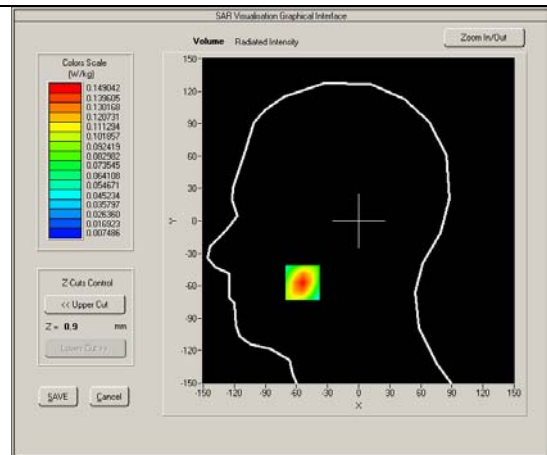 SAR Visualisation Graphical Interface
Volume Radiated Intensity
Zoom In/Out
Colors Scale
(W/kg)
0.149042
0.139605
0.130168
0.120731
0.111294
0.101857
0.092419
0.082982
0.073545
0.064108
0.054671
0.045234
0.035797
0.026360
0.016923
0.007486
Z Cuts Control
<< Upper Cut
Z = 0.9 mm
Lower Cut >>
SAVE Cancel
150
120
90
60
30
0
-30
-60
-90
-120
-150
Y
-150 -120 -90 -60 -30 0 30 60 90 120 150
X